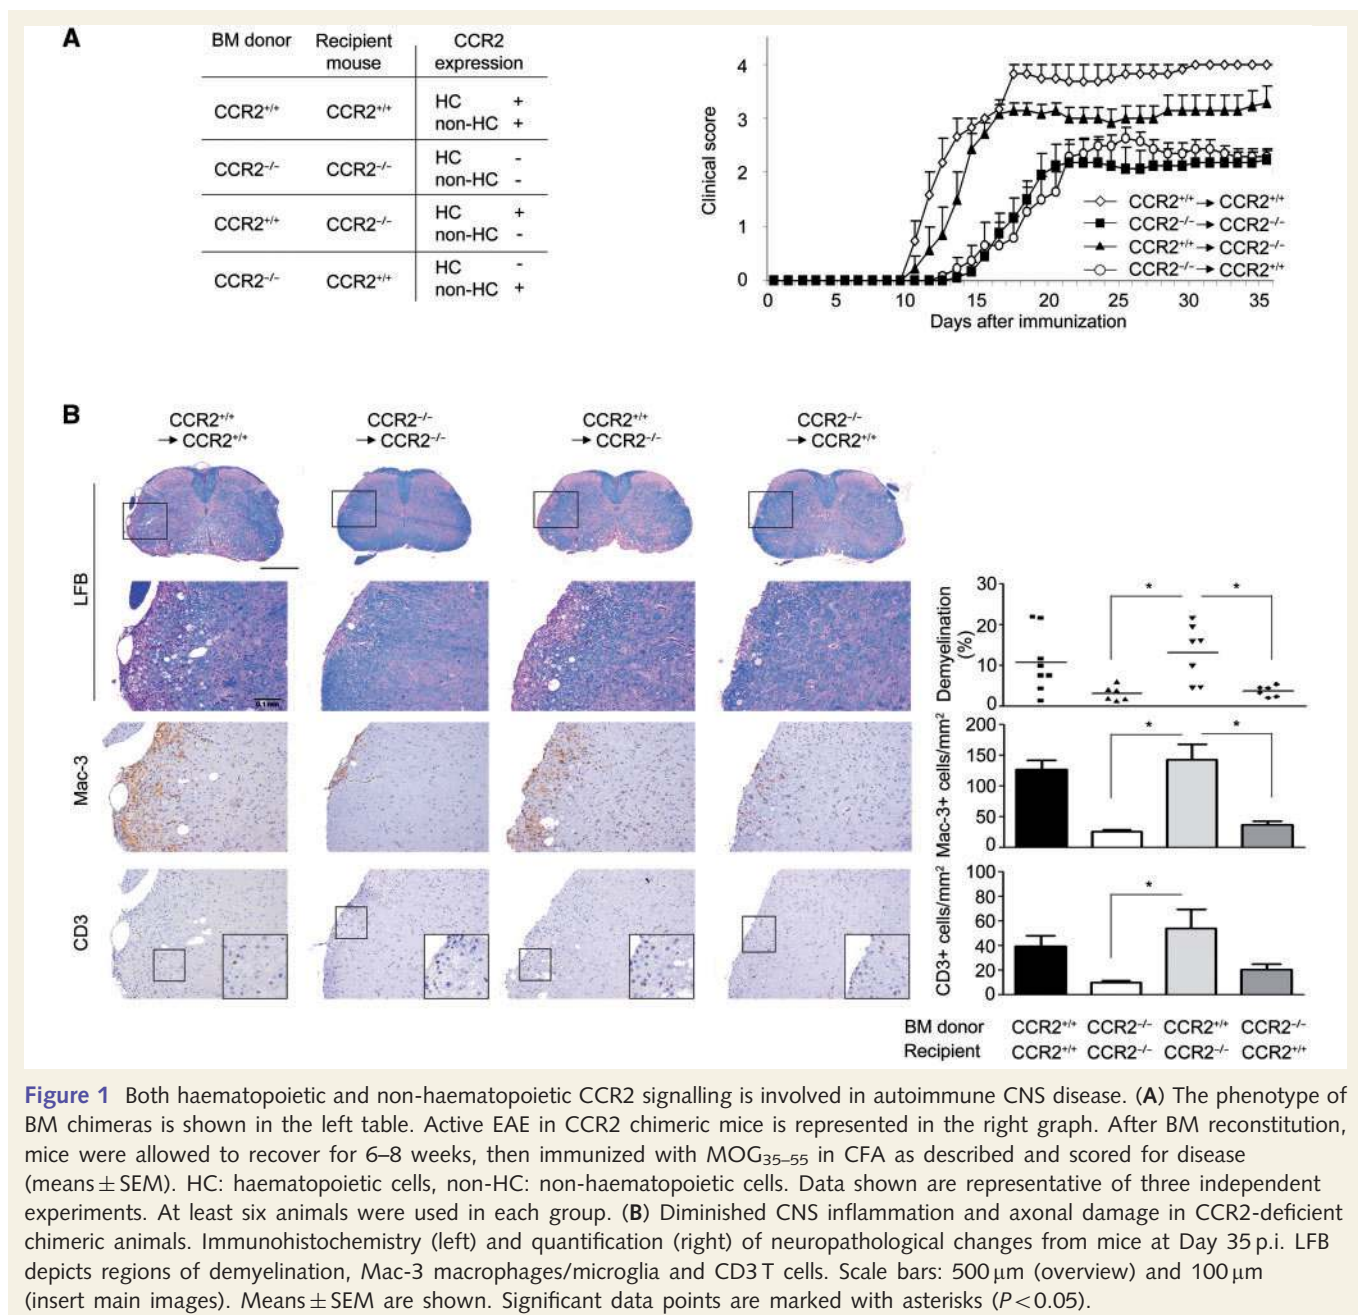 A
BM donor Recipient mouse CCR2 expression
CCR2+/+ CCR2+/+ HC + non-HC +
CCR2−/− CCR2−/− HC - non-HC -
CCR2+/+ CCR2−/− HC + non-HC -
CCR2−/− CCR2+/+ HC - non-HC +
Clinical score
4
3
2
1
0
CCR2+/+ → CCR2+/+
CCR2−/− → CCR2−/−
CCR2+/+ → CCR2−/−
CCR2−/− → CCR2+/+
0 5 10 15 20 25 30 35
Days after immunization
B
CCR2+/+ → CCR2+/+
CCR2−/− → CCR2−/−
CCR2+/+ → CCR2−/−
CCR2−/− → CCR2+/+
LFB
0.1 mm
Mac-3
CD3
Demyelination (%)
30
20
10
0
* *
Mac-3+ cells/mm²
200
150
100
50
0
* *
CD3+ cells/mm²
100
80
60
40
20
0
*
BM donor CCR2+/+ CCR2−/− CCR2+/+ CCR2−/−
Recipient CCR2+/+ CCR2−/− CCR2−/− CCR2+/+
Figure 1 Both haematopoietic and non-haematopoietic CCR2 signalling is involved in autoimmune CNS disease. (A) The phenotype of
BM chimeras is shown in the left table. Active EAE in CCR2 chimeric mice is represented in the right graph. After BM reconstitution,
mice were allowed to recover for 6–8 weeks, then immunized with MOG35–55 in CFA as described and scored for disease
(means ± SEM). HC: haematopoietic cells, non-HC: non-haematopoietic cells. Data shown are representative of three independent
experiments. At least six animals were used in each group. (B) Diminished CNS inflammation and axonal damage in CCR2-deficient
chimeric animals. Immunohistochemistry (left) and quantification (right) of neuropathological changes from mice at Day 35 p.i. LFB
depicts regions of demyelination, Mac-3 macrophages/microglia and CD3 T cells. Scale bars: 500 μm (overview) and 100 μm
(insert main images). Means ± SEM are shown. Significant data points are marked with asterisks (P < 0.05).